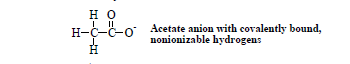 H O
H-C-C-O⁻
H
Acetate anion with covalently bound,
nonionizable hydrogens